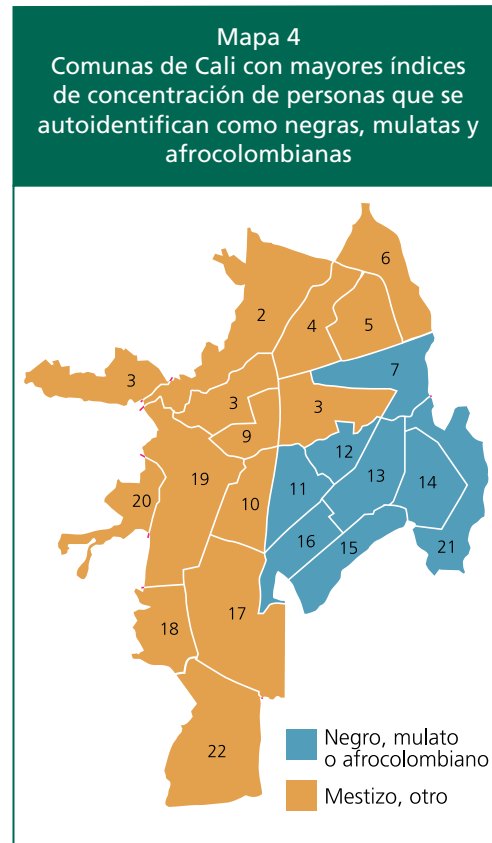 Mapa 4
Comunas de Cali con mayores índices
de concentración de personas que se
autoidentifican como negras, mulatas y
afrocolombianas
6
2
4
5
7
3
3
3
9
12
19
11
13
14
20
10
16
15
21
17
18
22
Negro, mulato
o afrocolombiano
Mestizo, otro